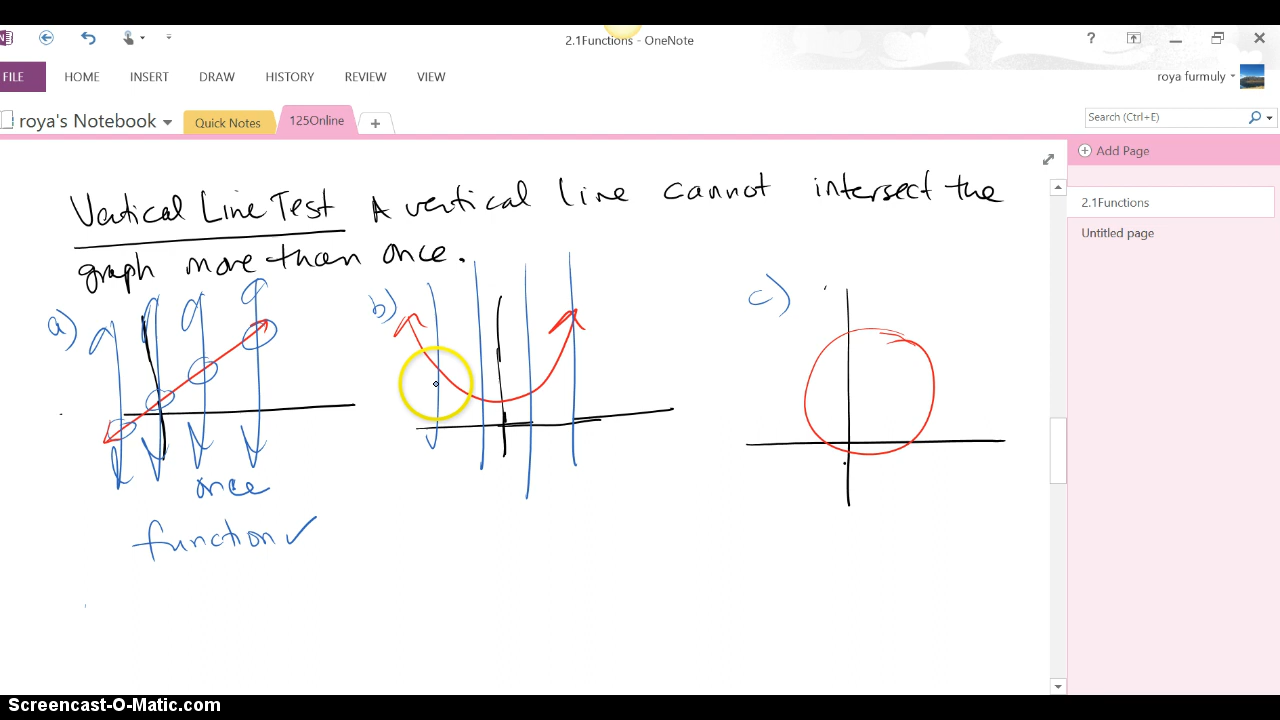 2.1Functions - OneNote
?
FILE HOME INSERT DRAW HISTORY REVIEW VIEW
roya furmuly
roya's Notebook Quick Notes 125Online +
Search (Ctrl+E)
Add Page
2.1Functions
Untitled page
Vertical Line Test A vertical line cannot intersect the
graph more than once.
a) b) c)
once
function✓
Screencast-O-Matic.com